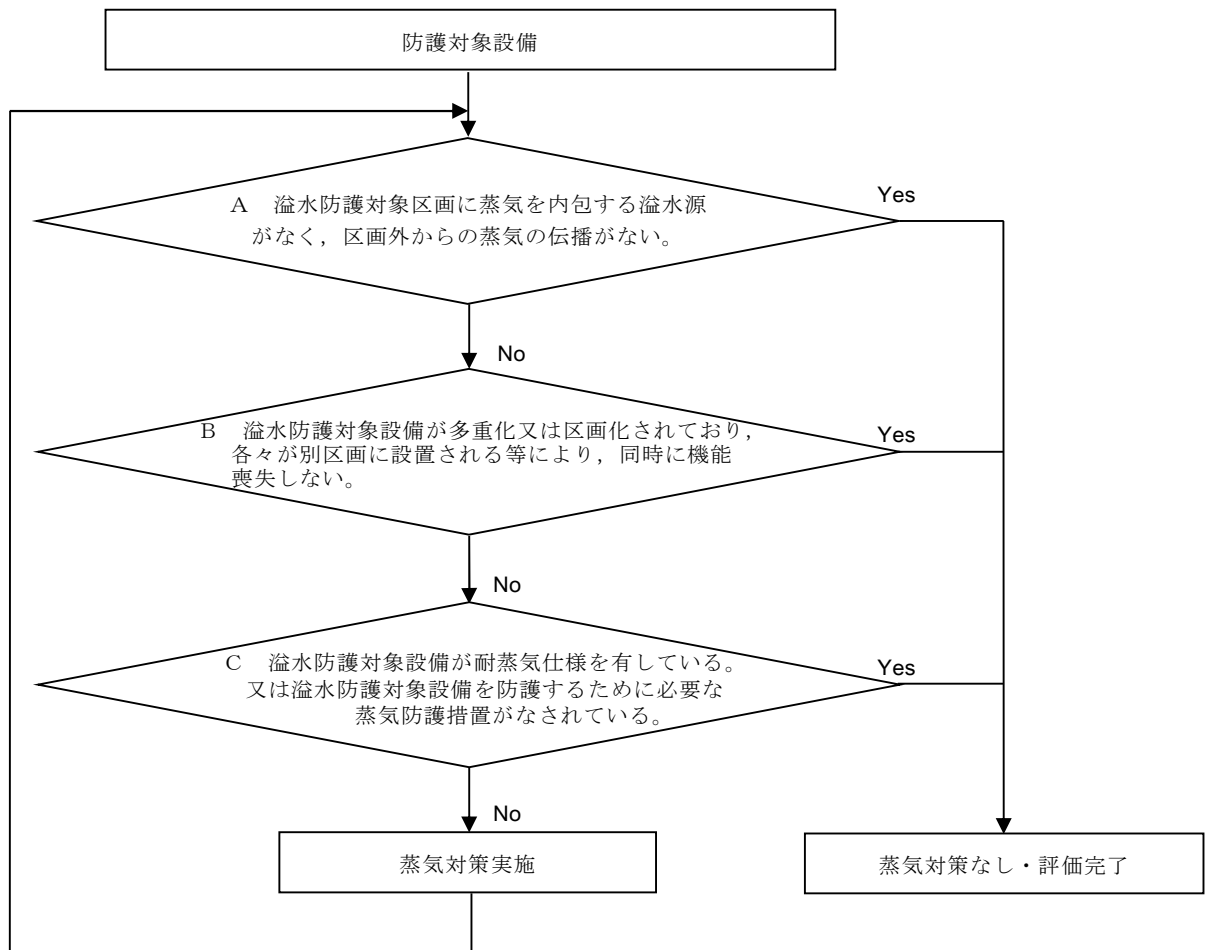 防護対象設備
A　溢水防護対象区画に蒸気を内包する溢水源
がなく，区画外からの蒸気の伝播がない。
Yes
No
B　溢水防護対象設備が多重化又は区画化されており，
各々が別区画に設置される等により，同時に機能
喪失しない。
Yes
No
C　溢水防護対象設備が耐蒸気仕様を有している。
又は溢水防護対象設備を防護するために必要な
蒸気防護措置がなされている。
Yes
No
蒸気対策実施
蒸気対策なし・評価完了